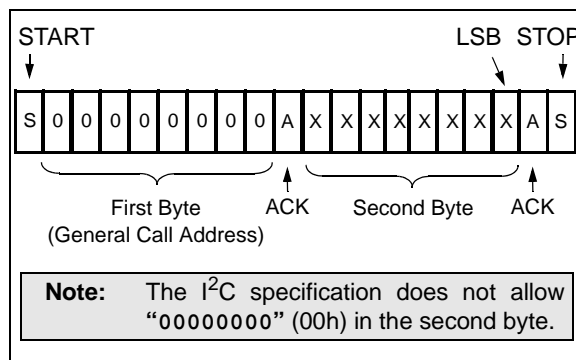 START LSB STOP
S 0 0 0 0 0 0 0 0 A X X X X X X X X A S
First Byte ACK Second Byte ACK
(General Call Address)
Note: The I²C specification does not allow
“00000000” (00h) in the second byte.